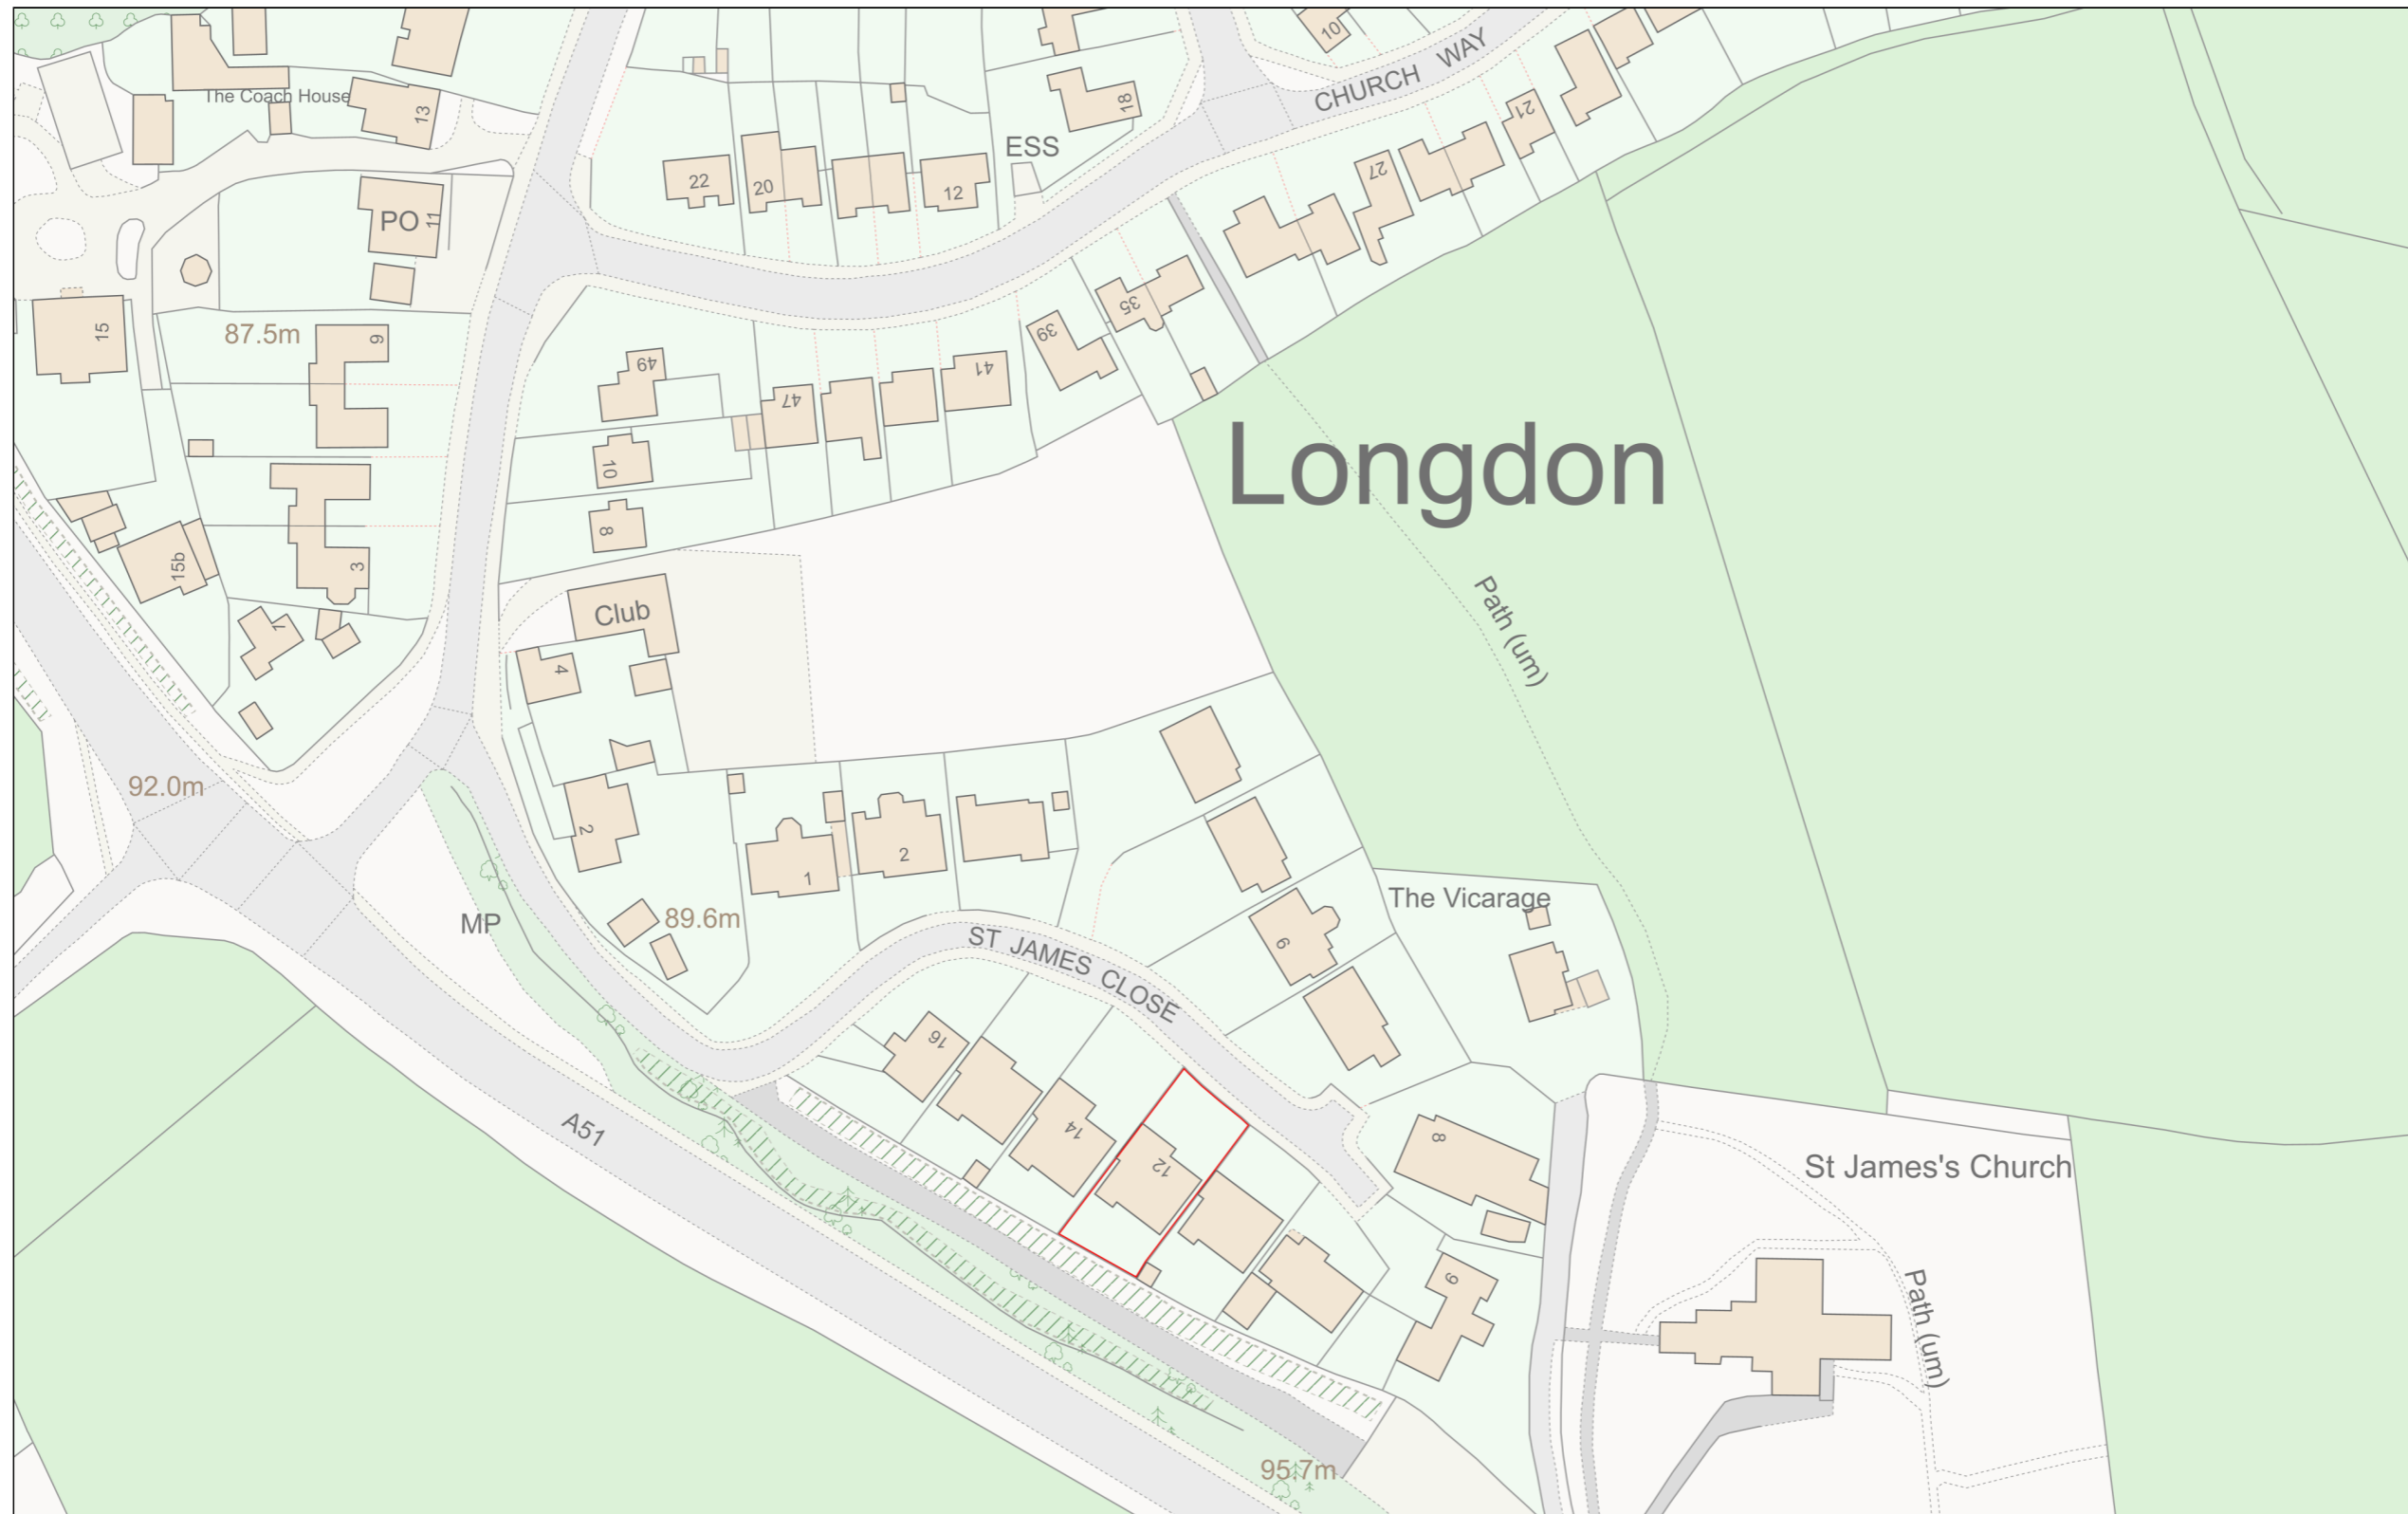 10
CHURCH WAY
The Coach House
13
18
21
ESS
22
20
12
27
PO
11
35
15
87.5m
9
39
49
41
47
10
8
Longdon
15b
3
Path (um)
Club
7
4
92.0m
2
1
2
The Vicarage
MP
89.6m
6
ST JAMES CLOSE
16
A51
14
8
12
St James's Church
9
Path (um)
95.7m